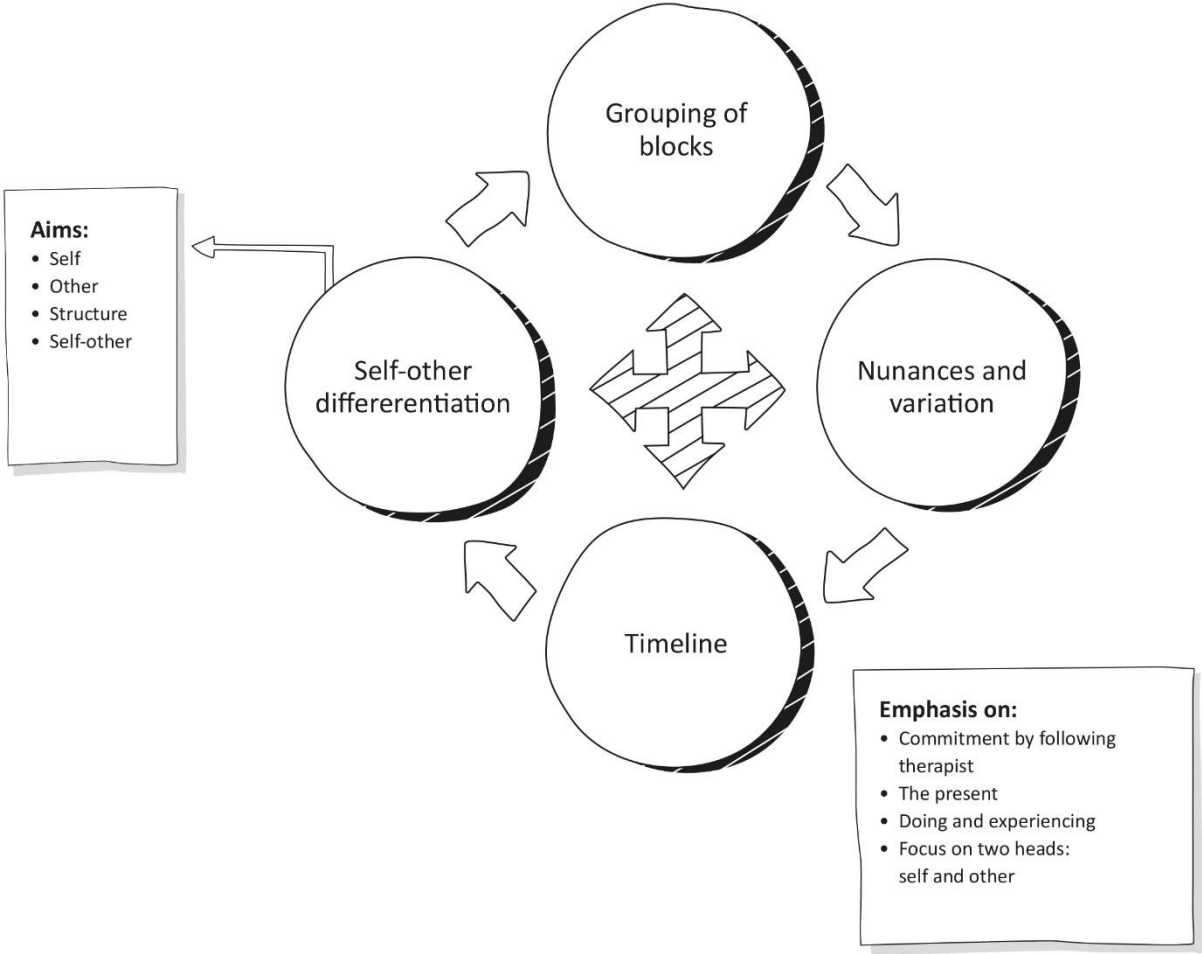 Grouping of
blocks
Aims:
• Self
• Other
• Structure
• Self-other
Self-other
differerentiation
Nunances and
variation
Timeline
Emphasis on:
• Commitment by following
therapist
• The present
• Doing and experiencing
• Focus on two heads:
self and other